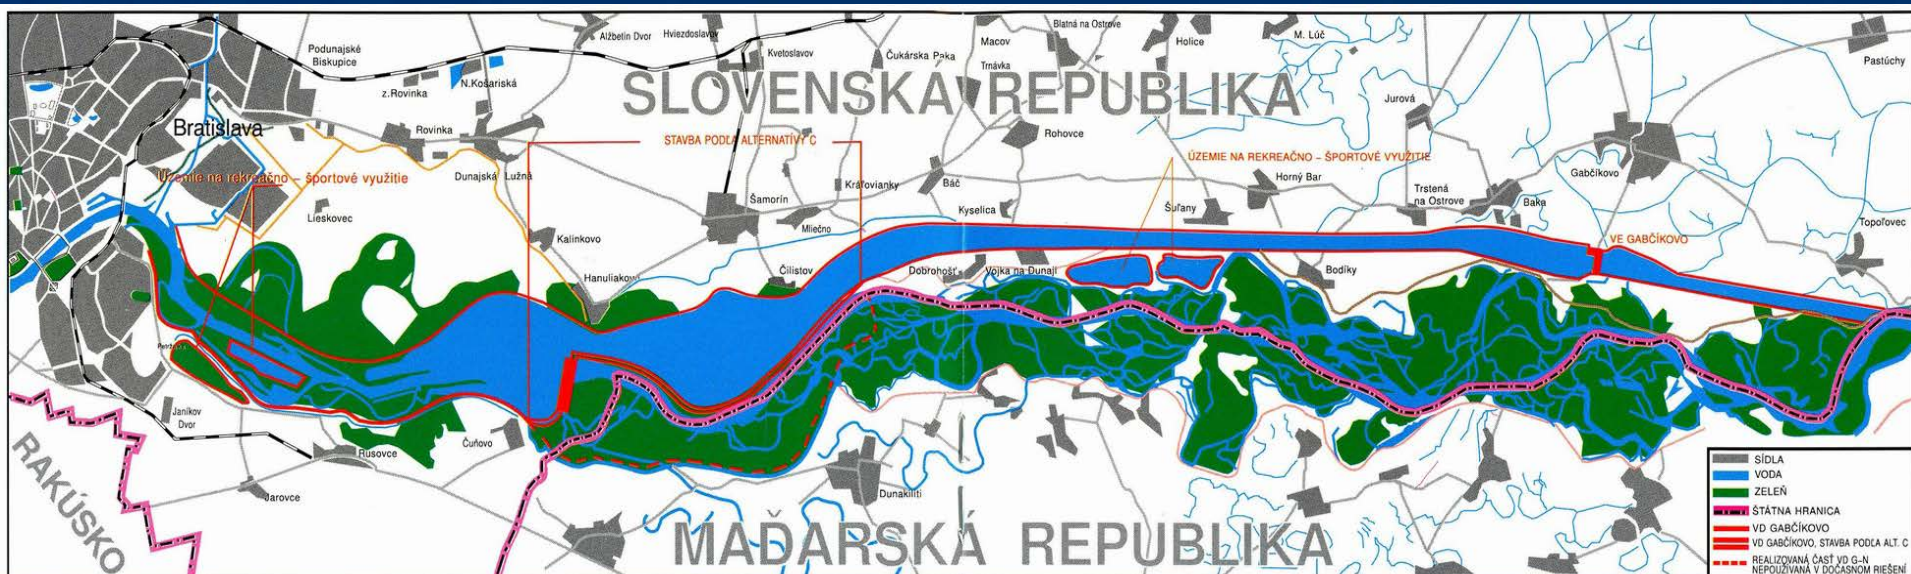 Podunajské
Biskupice
Alžbetin Dvor
Hviezdoslavov
Kvetoslavov
Čukárska Paka
Macov
Blatná na Ostrove
Trnávka
Holice
M. Lúč
Pastúchy
N.Košariská
z.Rovinka
SLOVENSKÁ REPUBLIKA
Jurová
Bratislava
Rovinka
STAVBA PODĽA ALTERNATÍVY C
Rohovce
ÚZEMIE NA REKREAČNO – ŠPORTOVÉ VYUŽITIE
Územie na rekreačno – športové využitie
Dunajská Lužná
Kráľovianky
Báč
Horný Bar
Gabčíkovo
Lieskovec
Šamorín
Mliečno
Kyselica
Šuľany
Trstená
na Ostrove
Baka
Topoľovec
Kalinkovo
VE GABČÍKOVO
Hanuliakovo
Čilistov
Dobrohošť
Vojka na Dunaji
Bodíky
Janíkov
Dvor
Čuňovo
Rusovce
Jarovce
Dunakiliti
RAKÚSKO
MAĎARSKÁ REPUBLIKA
SÍDLA
VODA
ZELEŇ
ŠTÁTNA HRANICA
VD GABČÍKOVO
VD GABČÍKOVO, STAVBA PODĽA ALT. C
REALIZOVANÁ ČASŤ VD G–N
NEPOUŽÍVANÁ V DOČASNOM RIEŠENÍ